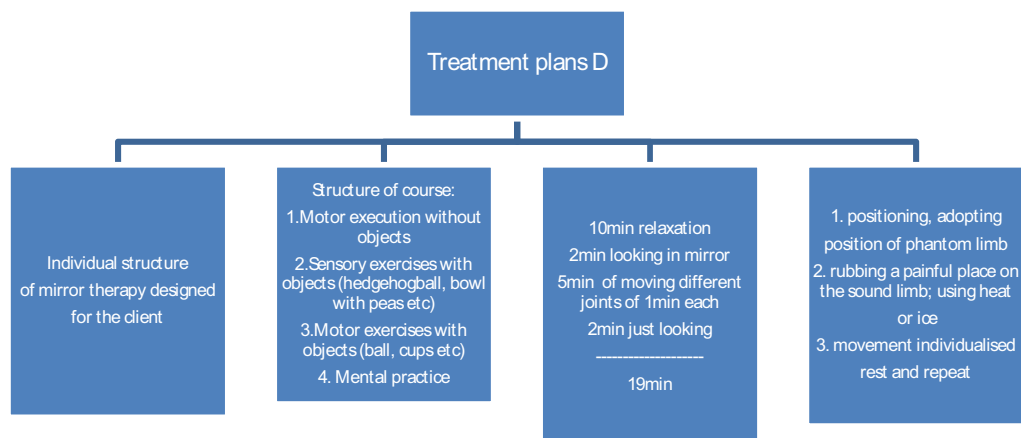 Treatment plans D
Individual structure
of mirror therapy designed
for the client
Structure of course:
1.Motor execution without
objects
2.Sensory exercises with
objects (hedgehogball, bowl
with peas etc)
3.Motor exercises with
objects (ball, cups etc)
4. Mental practice
10min relaxation
2min looking in mirror
5min of moving different
joints of 1min each
2min just looking
--------------------
19min
1. positioning, adopting
position of phantom limb
2. rubbing a painful place on
the sound limb; using heat
or ice
3. movement individualised
rest and repeat